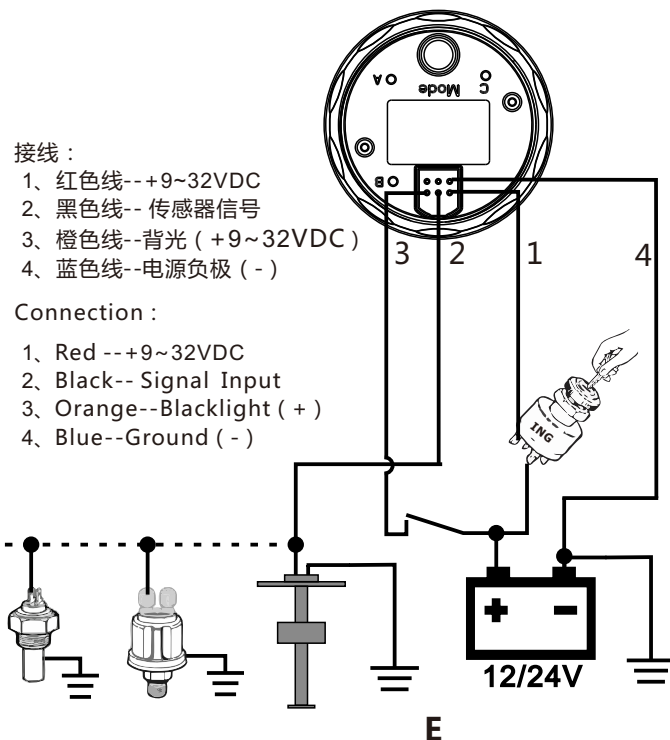 A
Mode
C
B
接线：
1、红色线--+9~32VDC
2、黑色线-- 传感器信号
3、橙色线--背光（+9~32VDC）
4、蓝色线--电源负极（-）
3 2 1 4
Connection：
1、Red --+9~32VDC
2、Black-- Signal Input
3、Orange--Blacklight（+）
4、Blue--Ground（-）
ING
+ -
12/24V
E